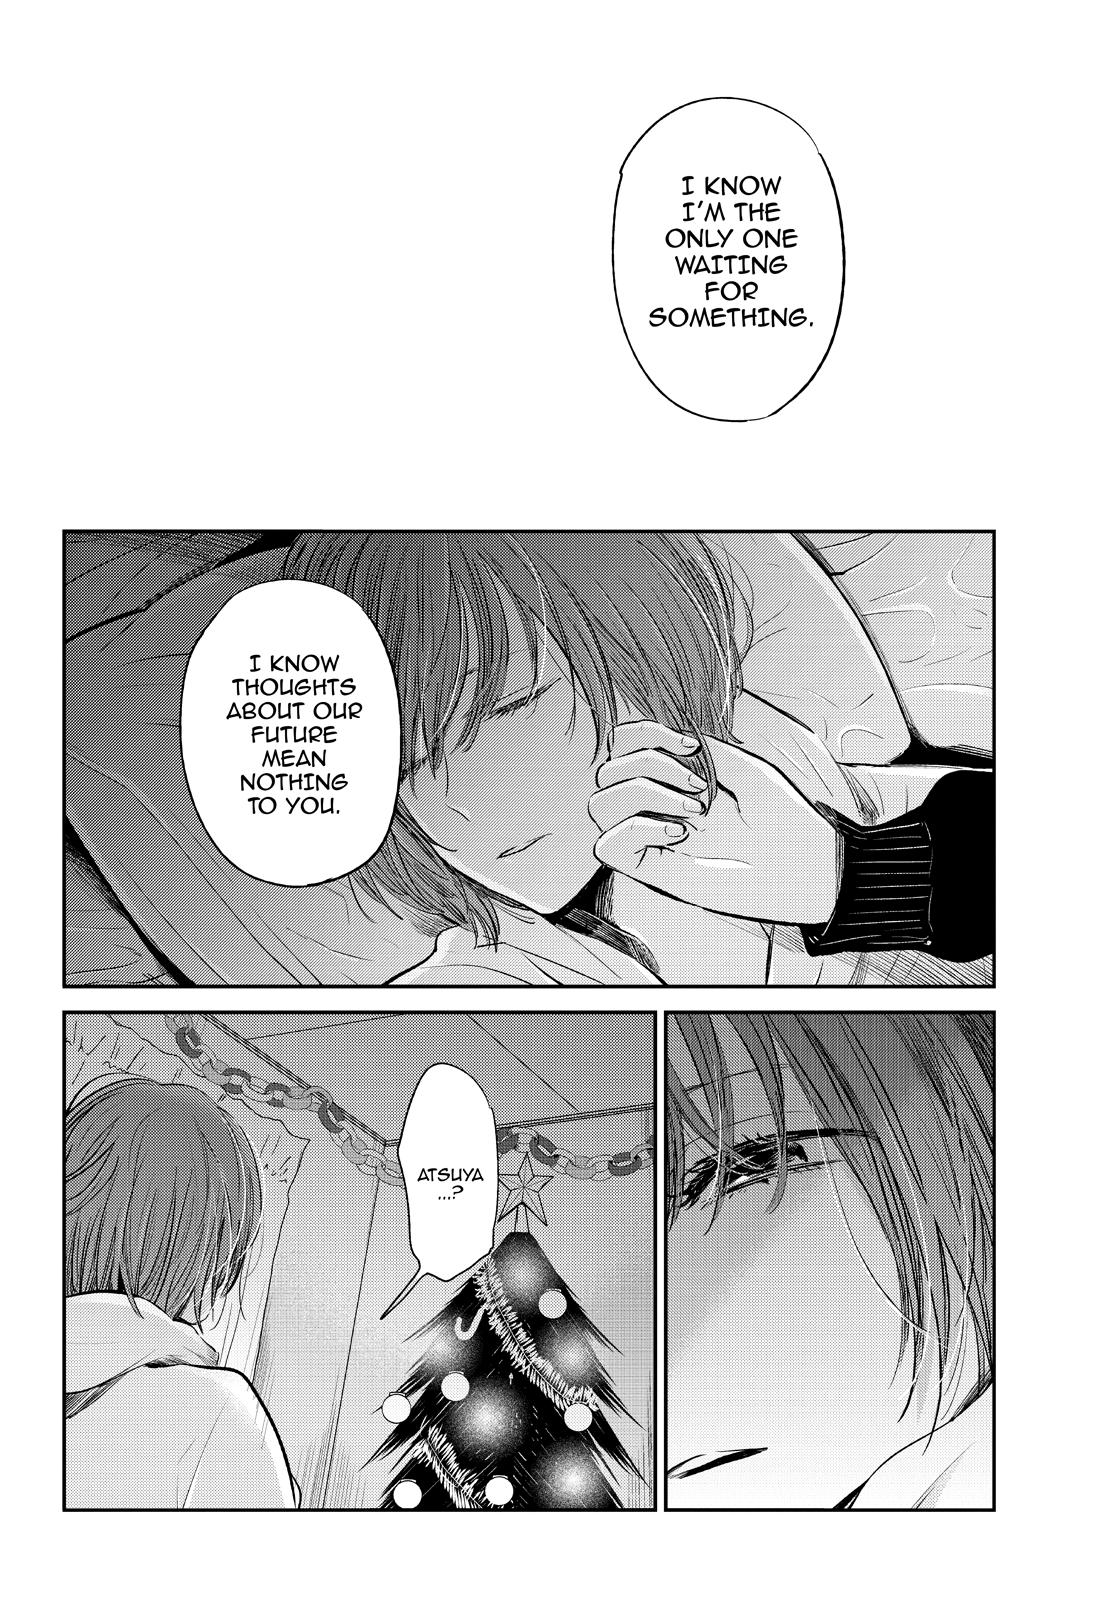 I KNOW
I'M THE
ONLY ONE
WAITING
FOR
SOMETHING.
I KNOW
THOUGHTS
ABOUT OUR
FUTURE
MEAN
NOTHING
TO YOU.
ATSUYA
...?